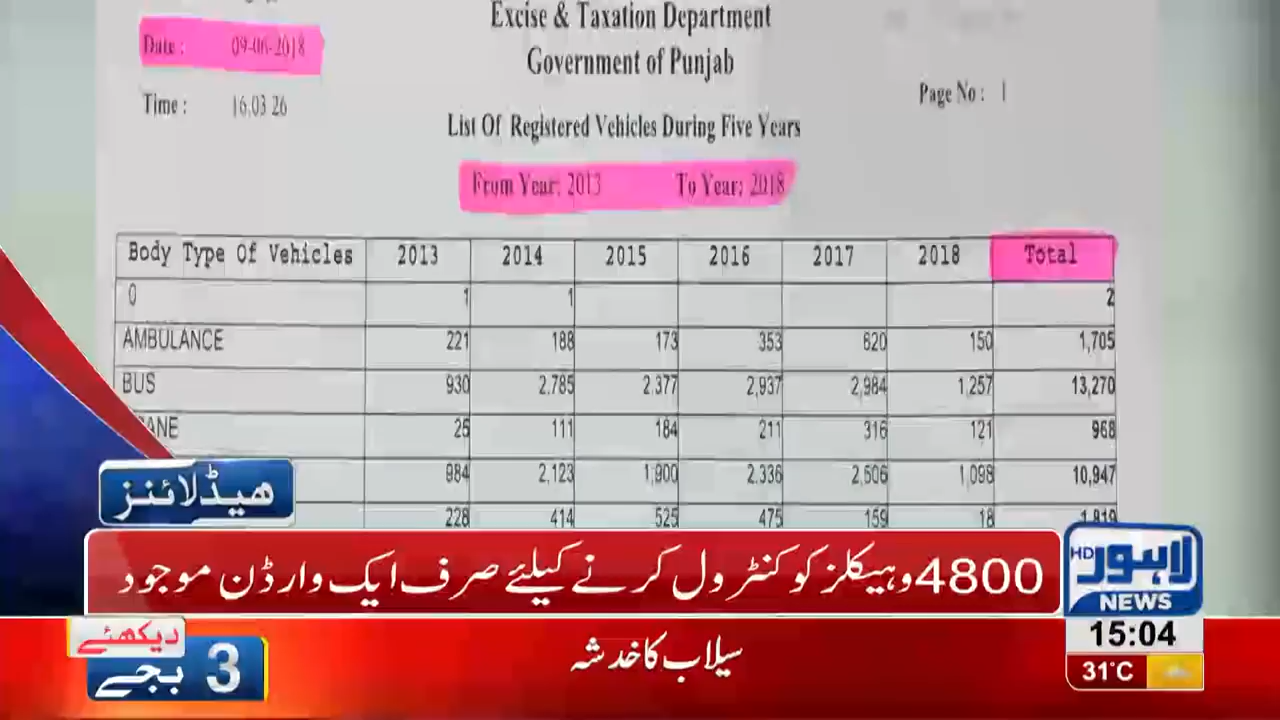 Excise & Taxation Department
Date : 09-06-2018
Government of Punjab
Time : 16.03 26
Page No : 1
List Of Registered Vehicles During Five Years
From Year: 2013 To Year: 2018
Body Type Of Vehicles 2013 2014 2015 2016 2017 2018 Total
0 1 1 2
AMBULANCE 221 188 173 353 620 150 1,705
BUS 930 2.785 2.377 2,937 2,984 1,257 13,270
25 111 184 211 316 121 968
984 2,123 1,900 2.336 2,506 1,098 10,947
228 414 525 475 159 18 1,819
ھیڈلائنز
4800وہیکلز کو کنٹرول کرنے کیلئے صرف ایک وارڈن موجود
HD لاہور
NEWS
دیکھئے
3 بجے
سیلاب کا خدشہ
15:04
31°C